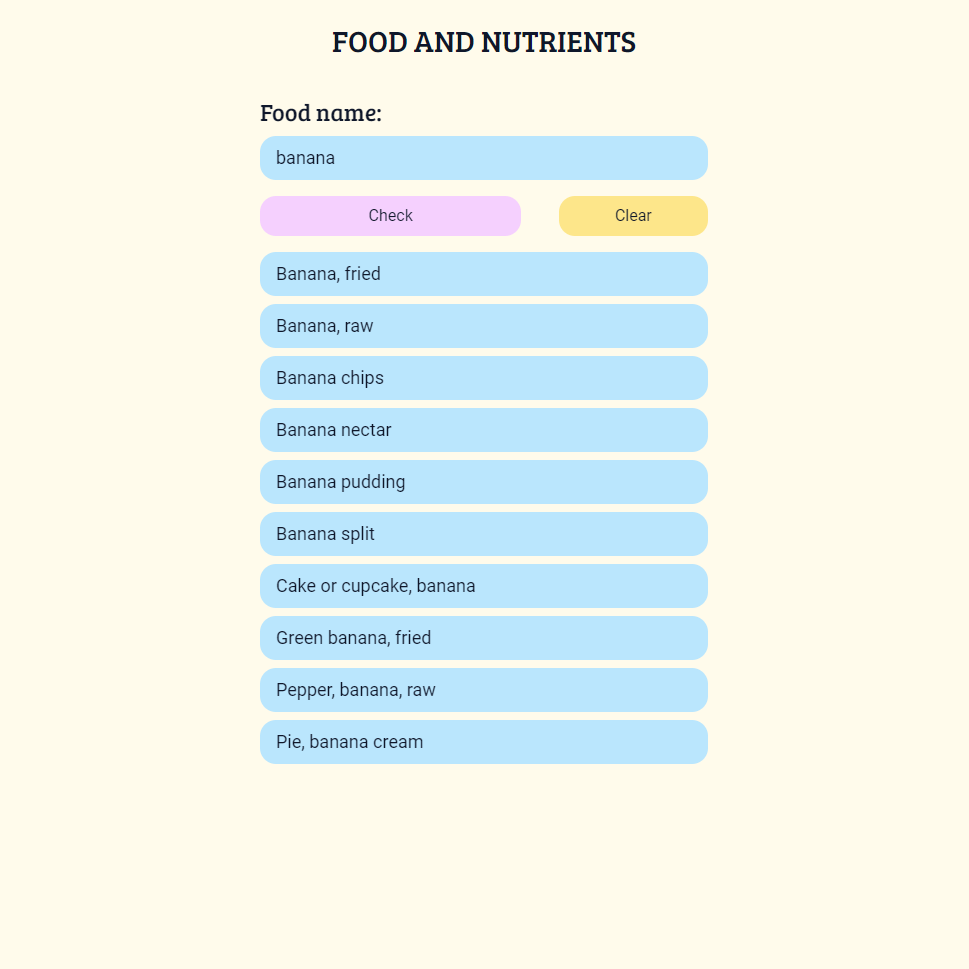 FOOD AND NUTRIENTS
Food name:
banana
Check Clear
Banana, fried
Banana, raw
Banana chips
Banana nectar
Banana pudding
Banana split
Cake or cupcake, banana
Green banana, fried
Pepper, banana, raw
Pie, banana cream